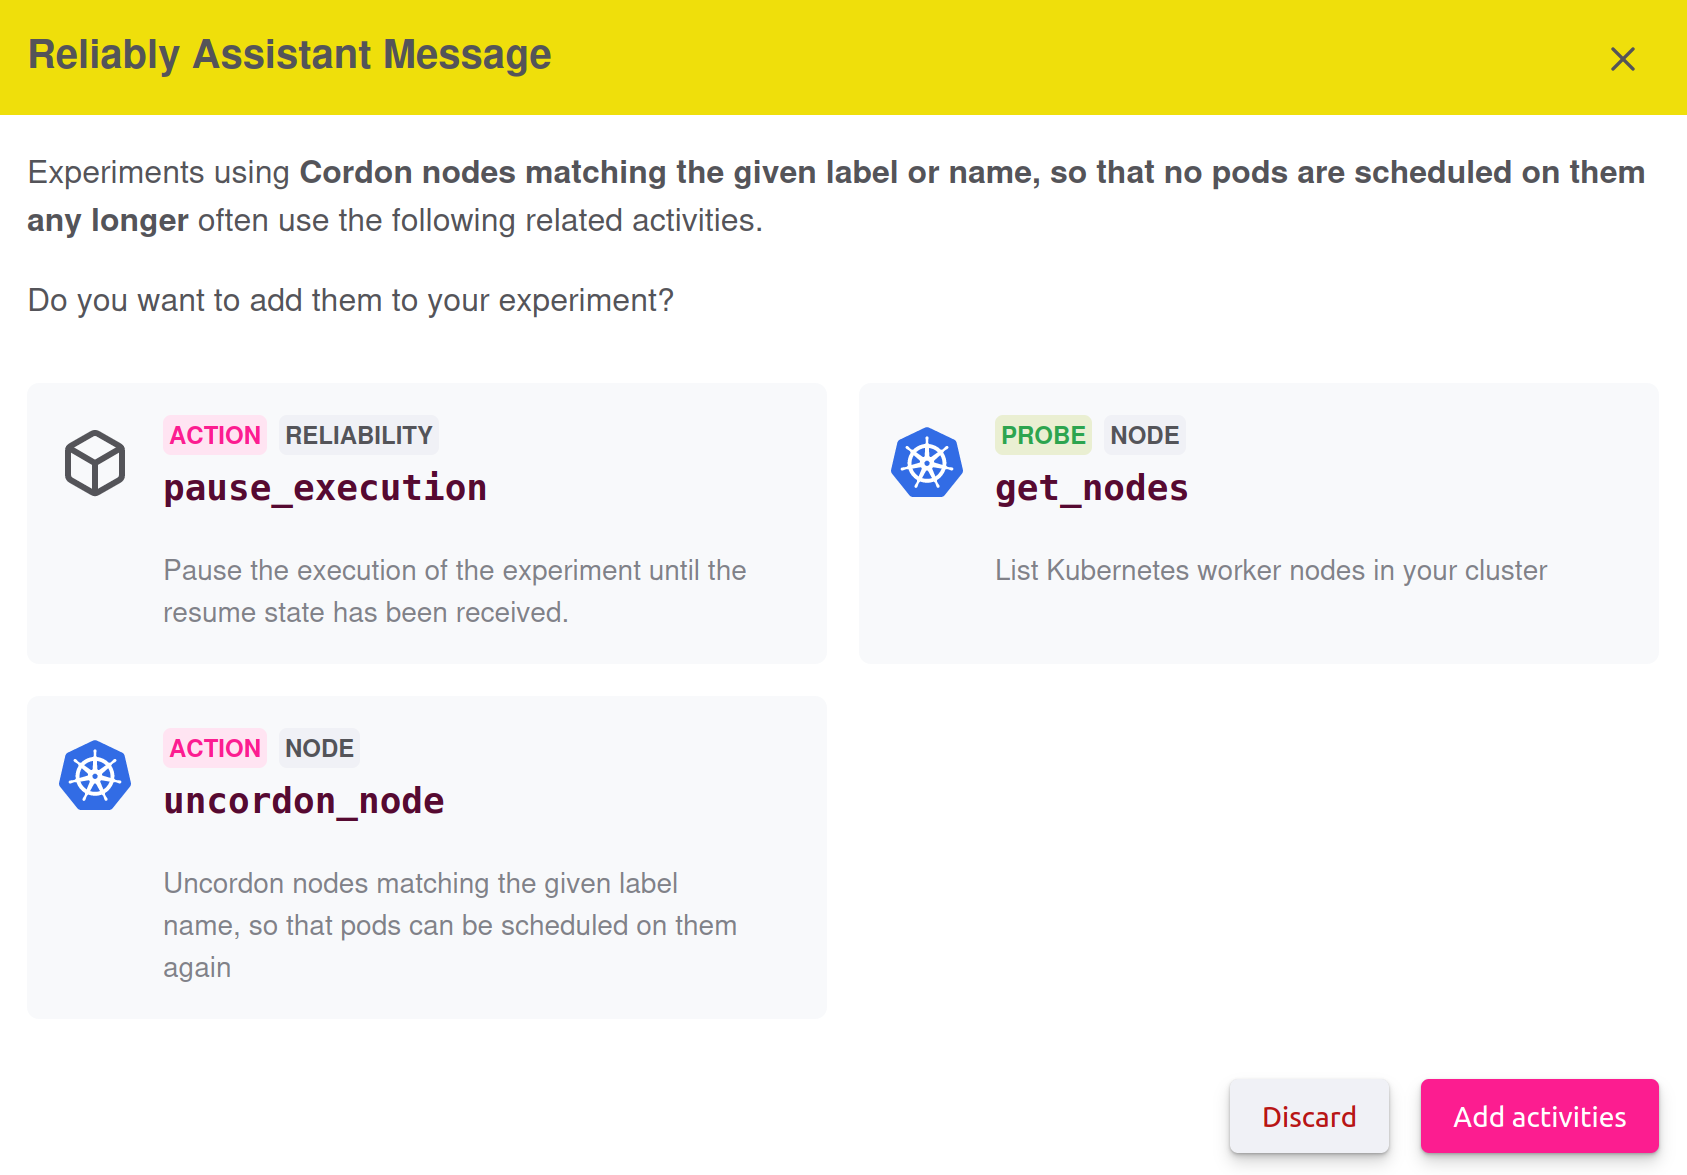 Reliably Assistant Message
Experiments using Cordon nodes matching the given label or name, so that no pods are scheduled on them
any longer often use the following related activities.
Do you want to add them to your experiment?
ACTION RELIABILITY
pause_execution
Pause the execution of the experiment until the
resume state has been received.
PROBE NODE
get_nodes
List Kubernetes worker nodes in your cluster
ACTION NODE
uncordon_node
Uncordon nodes matching the given label
name, so that pods can be scheduled on them
again
Discard
Add activities